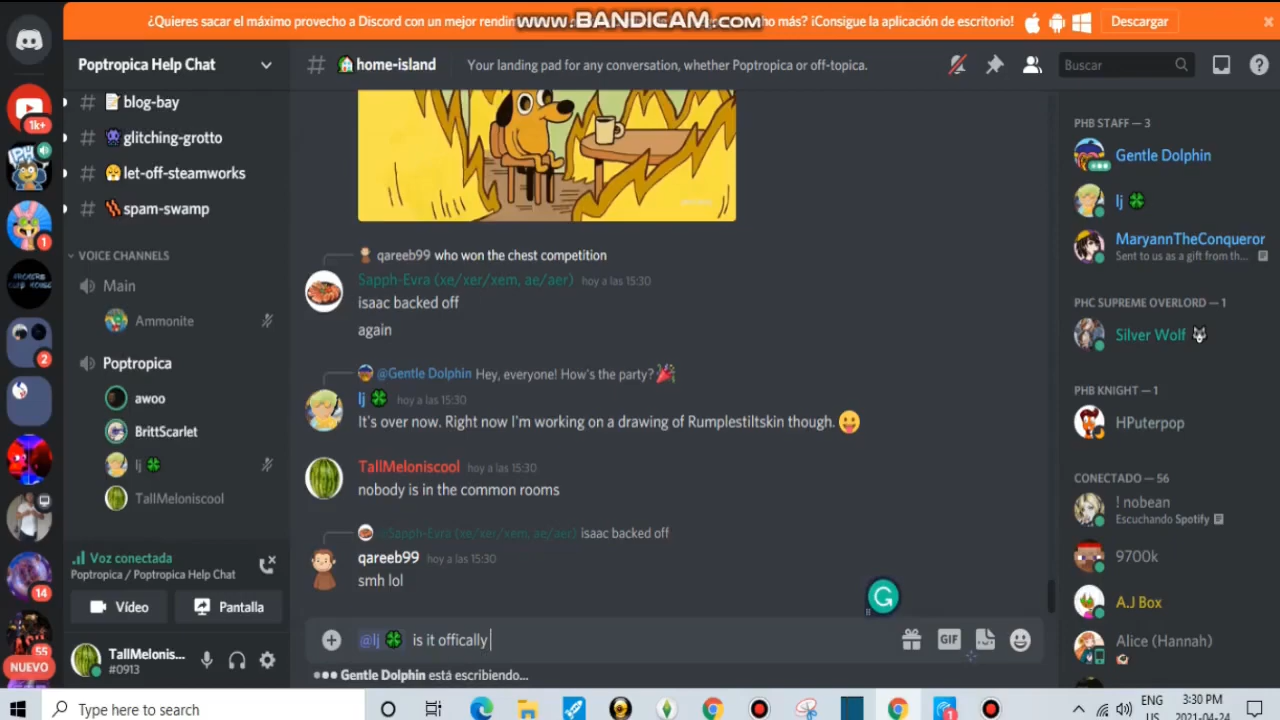 www.BANDICAM.com
¿Quieres sacar el máximo provecho a Discord con un mejor rendim
ho más? ¡Consigue la aplicación de escritorio!
Descargar
Poptropica Help Chat
home-island
Your landing pad for any conversation, whether Poptropica or off-topica.
Buscar
1k+
1
2
14
55
NUEVO
blog-bay
glitching-grotto
let-off-steamworks
spam-swamp
VOICE CHANNELS
Main
Ammonite
Poptropica
awoo
BrittScarlet
lj
TallMeloniscool
Voz conectada
Poptropica / Poptropica Help Chat
Vídeo
Pantalla
TallMelonis...
#0913
qareeb99 who won the chest competition
Sapph-Evra (xe/xer/xem, ae/aer) hoy a las 15:30
isaac backed off
again
@Gentle Dolphin Hey, everyone! How's the party?
lj hoy a las 15:30
It's over now. Right now I'm working on a drawing of Rumplestiltskin though.
TallMeloniscool hoy a las 15:30
nobody is in the common rooms
@Sapph-Evra (xe/xer/xem, ae/aer) isaac backed off
qareeb99 hoy a las 15:30
smh lol
@lj is it offically
GIF
Gentle Dolphin está escribiendo...
PHB STAFF — 3
Gentle Dolphin
lj
MaryannTheConqueror
Sent to us as a gift from th...
PHC SUPREME OVERLORD — 1
Silver Wolf
PHB KNIGHT — 1
HPuterpop
CONECTADO — 56
! nobean
Escuchando Spotify
9700k
A.J Box
Alice (Hannah)
Type here to search
1
ENG
US
3:30 PM
2021-04-24